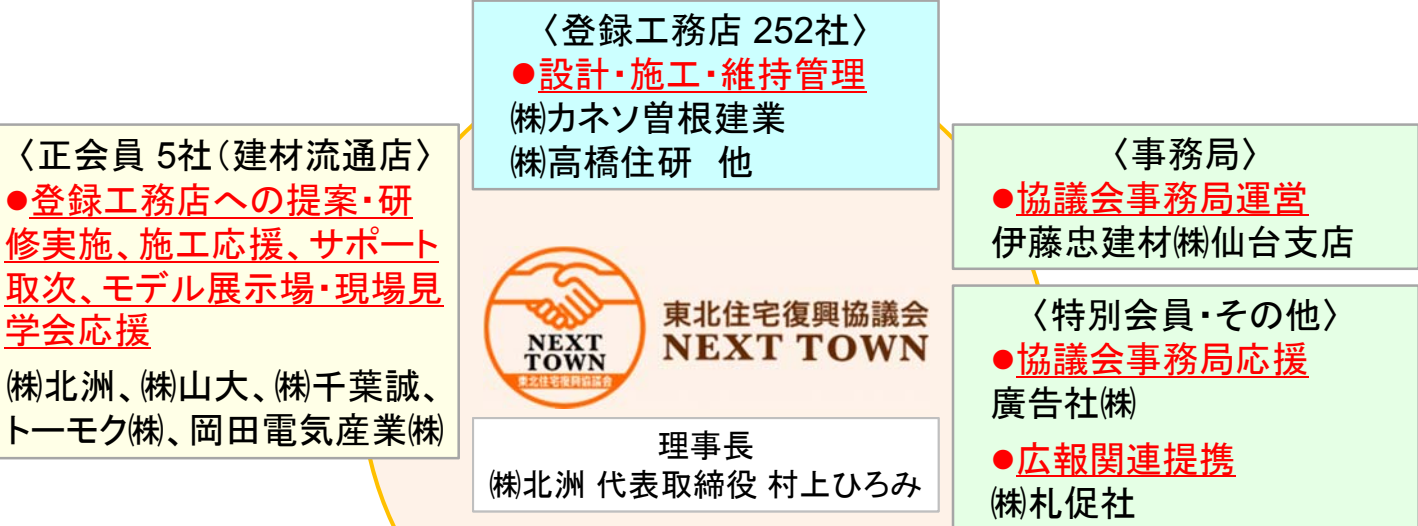 〈登録工務店 252社〉
●設計・施工・維持管理
㈱カネソ曽根建業
㈱高橋住研　他
〈正会員 5社（建材流通店〉
●登録工務店への提案・研
修実施、施工応援、サポート
取次、モデル展示場・現場見
学会応援
㈱北洲、㈱山大、㈱千葉誠、
トーモク㈱、岡田電気産業㈱
〈事務局〉
●協議会事務局運営
伊藤忠建材㈱仙台支店
〈特別会員・その他〉
●協議会事務局応援
廣告社㈱
●広報関連提携
㈱札促社
NEXT
TOWN
東北住宅復興協議会
東北住宅復興協議会
NEXT TOWN
理事長
㈱北洲 代表取締役 村上ひろみ